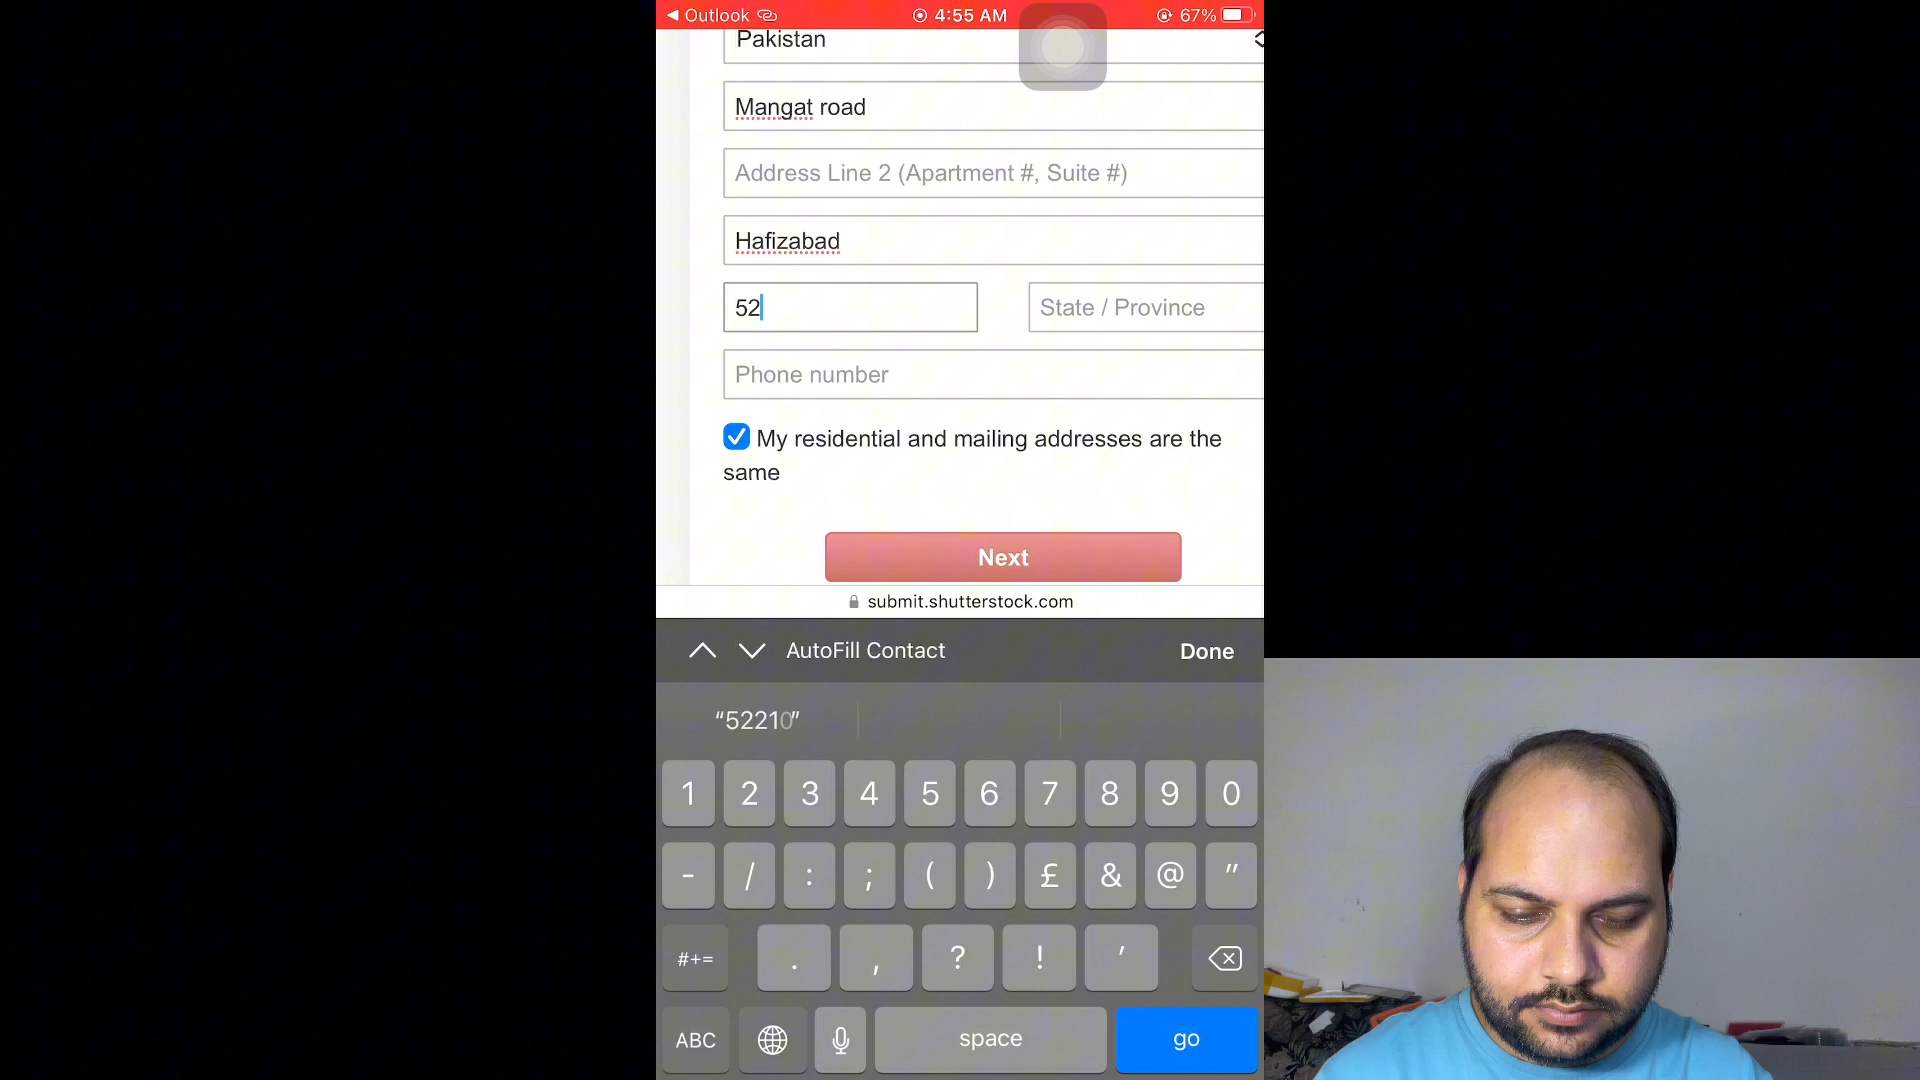 ◀ Outlook 4:55 AM 67%
Pakistan
Mangat road
Address Line 2 (Apartment #, Suite #)
Hafizabad
52 State / Province
Phone number
My residential and mailing addresses are the
same
Next
submit.shutterstock.com
AutoFill Contact Done
“52210”
1 2 3 4 5 6 7 8 9 0
- / : ; ( ) £ & @ ”
#+= . , ? ! ’
ABC space go